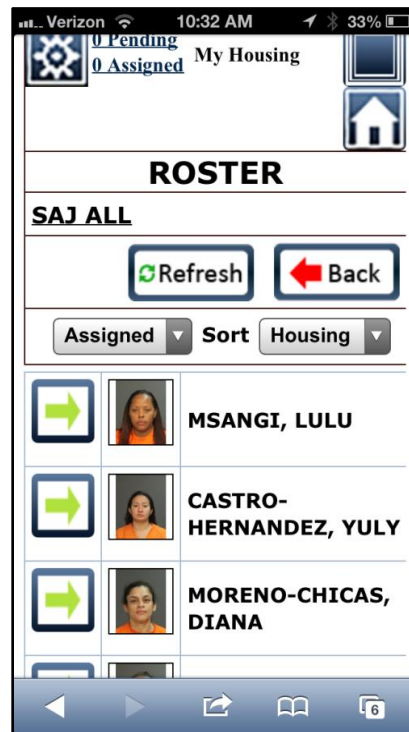 Verizon 10:32 AM 33%
0 Pending
0 Assigned My Housing
ROSTER
SAJ ALL
Refresh Back
Assigned Sort Housing
MSANGI, LULU
CASTRO-
HERNANDEZ, YULY
MORENO-CHICAS,
DIANA
6